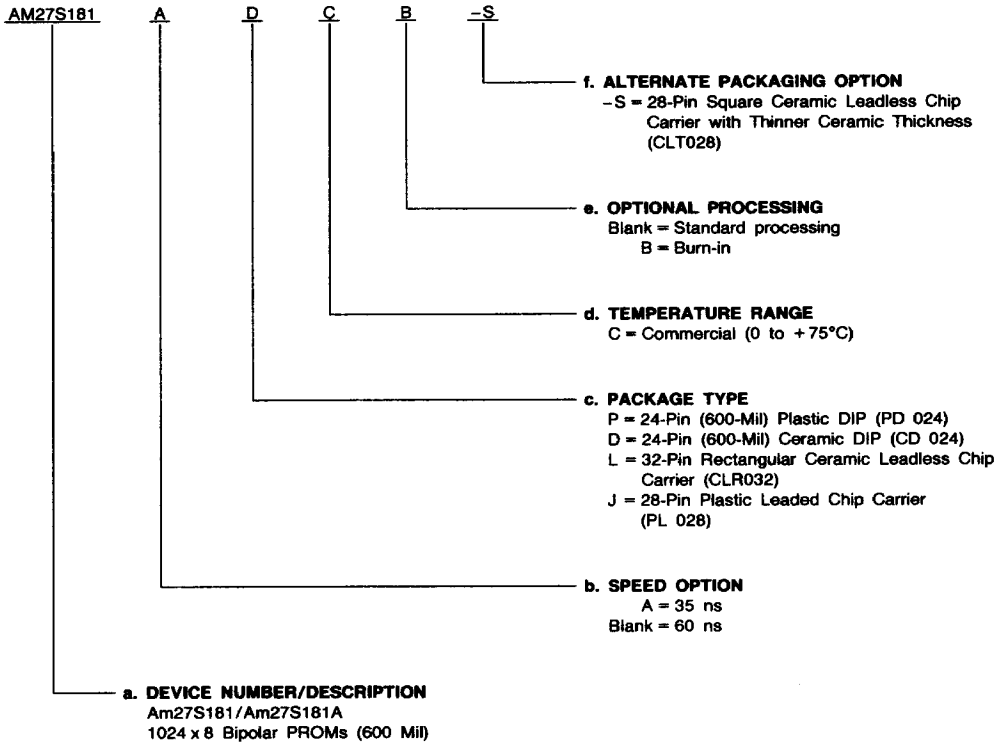 AM27S181 A D C B -S
f. ALTERNATE PACKAGING OPTION
-S = 28-Pin Square Ceramic Leadless Chip
Carrier with Thinner Ceramic Thickness
(CLT028)
e. OPTIONAL PROCESSING
Blank = Standard processing
B = Burn-in
d. TEMPERATURE RANGE
C = Commercial (0 to +75°C)
c. PACKAGE TYPE
P = 24-Pin (600-Mil) Plastic DIP (PD 024)
D = 24-Pin (600-Mil) Ceramic DIP (CD 024)
L = 32-Pin Rectangular Ceramic Leadless Chip
Carrier (CLR032)
J = 28-Pin Plastic Leaded Chip Carrier
(PL 028)
b. SPEED OPTION
A = 35 ns
Blank = 60 ns
a. DEVICE NUMBER/DESCRIPTION
Am27S181/Am27S181A
1024 x 8 Bipolar PROMs (600 Mil)